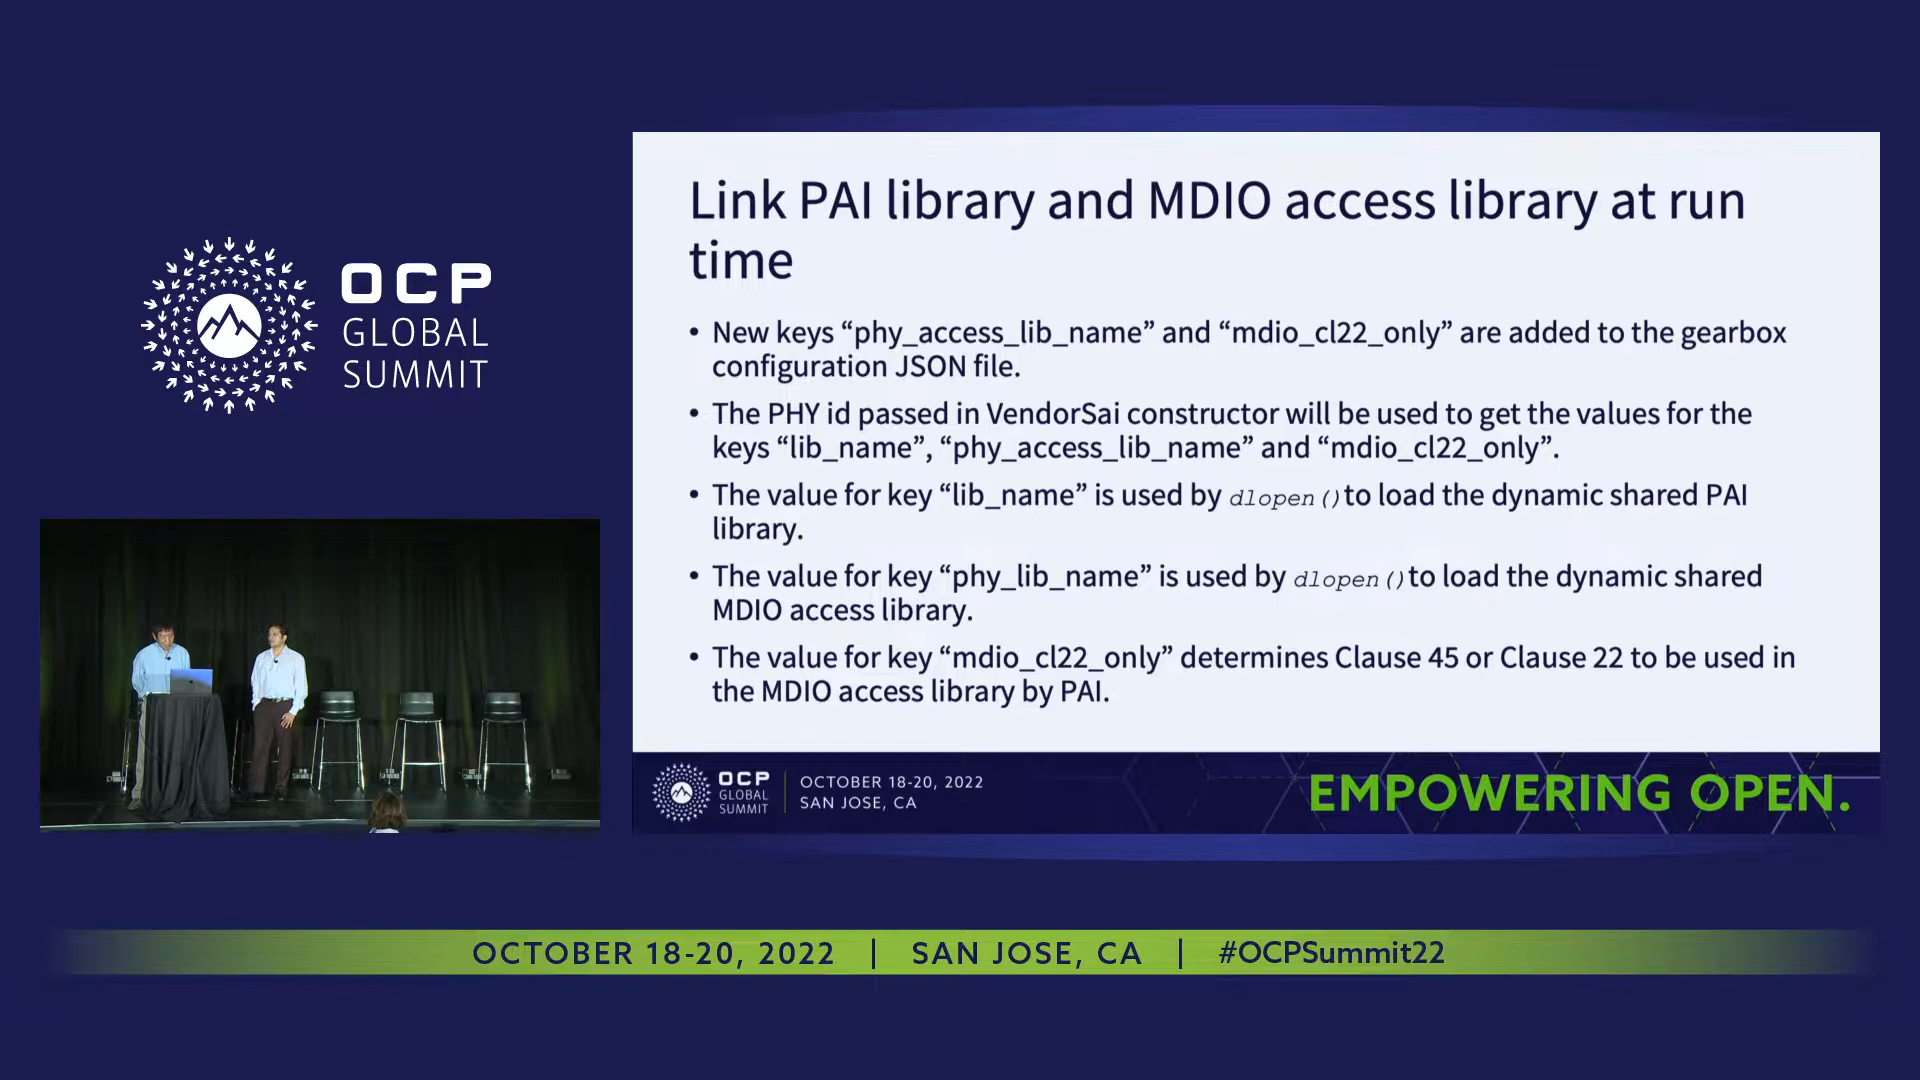 OCP
GLOBAL
SUMMIT
Link PAI library and MDIO access library at run
time
• New keys “phy_access_lib_name” and “mdio_cl22_only” are added to the gearbox
configuration JSON file.
• The PHY id passed in VendorSai constructor will be used to get the values for the
keys “lib_name”, “phy_access_lib_name” and “mdio_cl22_only”.
• The value for key “lib_name” is used by dlopen()to load the dynamic shared PAI
library.
• The value for key “phy_lib_name” is used by dlopen()to load the dynamic shared
MDIO access library.
• The value for key “mdio_cl22_only” determines Clause 45 or Clause 22 to be used in
the MDIO access library by PAI.
OCP
GLOBAL
SUMMIT
OCTOBER 18-20, 2022
SAN JOSE, CA
EMPOWERING OPEN.
OCTOBER 18-20, 2022 | SAN JOSE, CA | #OCPSummit22